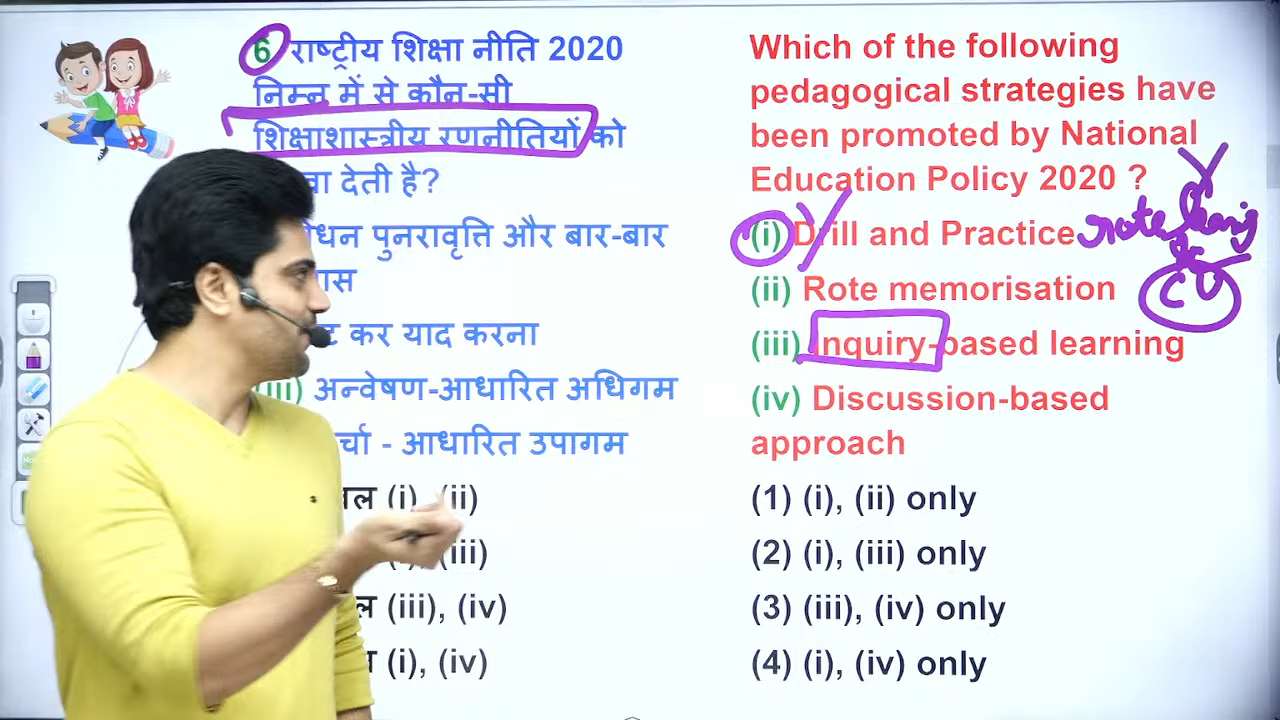 6 राष्ट्रीय शिक्षा नीति 2020
निम्न में से कौन-सी
शिक्षाशास्त्रीय रणनीतियों को
देती है?
पुनरावृत्ति और बार-बार
कर याद करना
(iii) अन्वेषण-आधारित अधिगम
- आधारित उपागम
(i), (ii)
(iii)
(iii), (iv)
(i), (iv)
Which of the following
pedagogical strategies have
been promoted by National
Education Policy 2020 ?
(i) Drill and Practice
rote
(ii) Rote memorisation
CU
(iii) Inquiry-based learning
(iv) Discussion-based
approach
(1) (i), (ii) only
(2) (i), (iii) only
(3) (iii), (iv) only
(4) (i), (iv) only